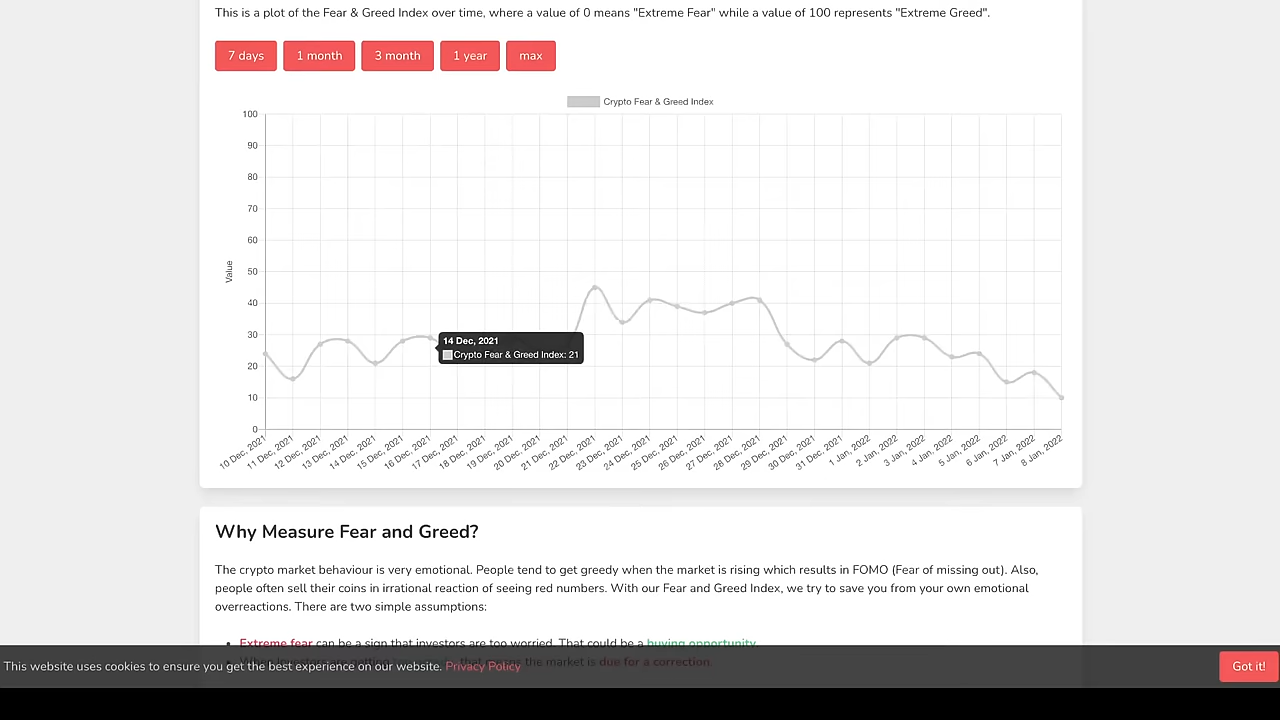 This is a plot of the Fear & Greed Index over time, where a value of 0 means "Extreme Fear" while a value of 100 represents "Extreme Greed".
7 days 1 month 3 month 1 year max
Crypto Fear & Greed Index
100
90
80
70
60
50
40
30
20
10
0
Value
14 Dec, 2021
Crypto Fear & Greed Index: 21
10 Dec, 2021
11 Dec, 2021
12 Dec, 2021
13 Dec, 2021
14 Dec, 2021
15 Dec, 2021
16 Dec, 2021
17 Dec, 2021
18 Dec, 2021
19 Dec, 2021
20 Dec, 2021
21 Dec, 2021
22 Dec, 2021
23 Dec, 2021
24 Dec, 2021
25 Dec, 2021
26 Dec, 2021
27 Dec, 2021
28 Dec, 2021
29 Dec, 2021
30 Dec, 2021
31 Dec, 2021
1 Jan, 2022
2 Jan, 2022
3 Jan, 2022
4 Jan, 2022
5 Jan, 2022
6 Jan, 2022
7 Jan, 2022
8 Jan, 2022
Why Measure Fear and Greed?
The crypto market behaviour is very emotional. People tend to get greedy when the market is rising which results in FOMO (Fear of missing out). Also,
people often sell their coins in irrational reaction of seeing red numbers. With our Fear and Greed Index, we try to save you from your own emotional
overreactions. There are two simple assumptions:
Extreme fear can be a sign that investors are too worried. That could be a buying opportunity.
When Investors are getting that means the market is due for a correction.
This website uses cookies to ensure you get the best experience on our website. Privacy Policy
Got it!